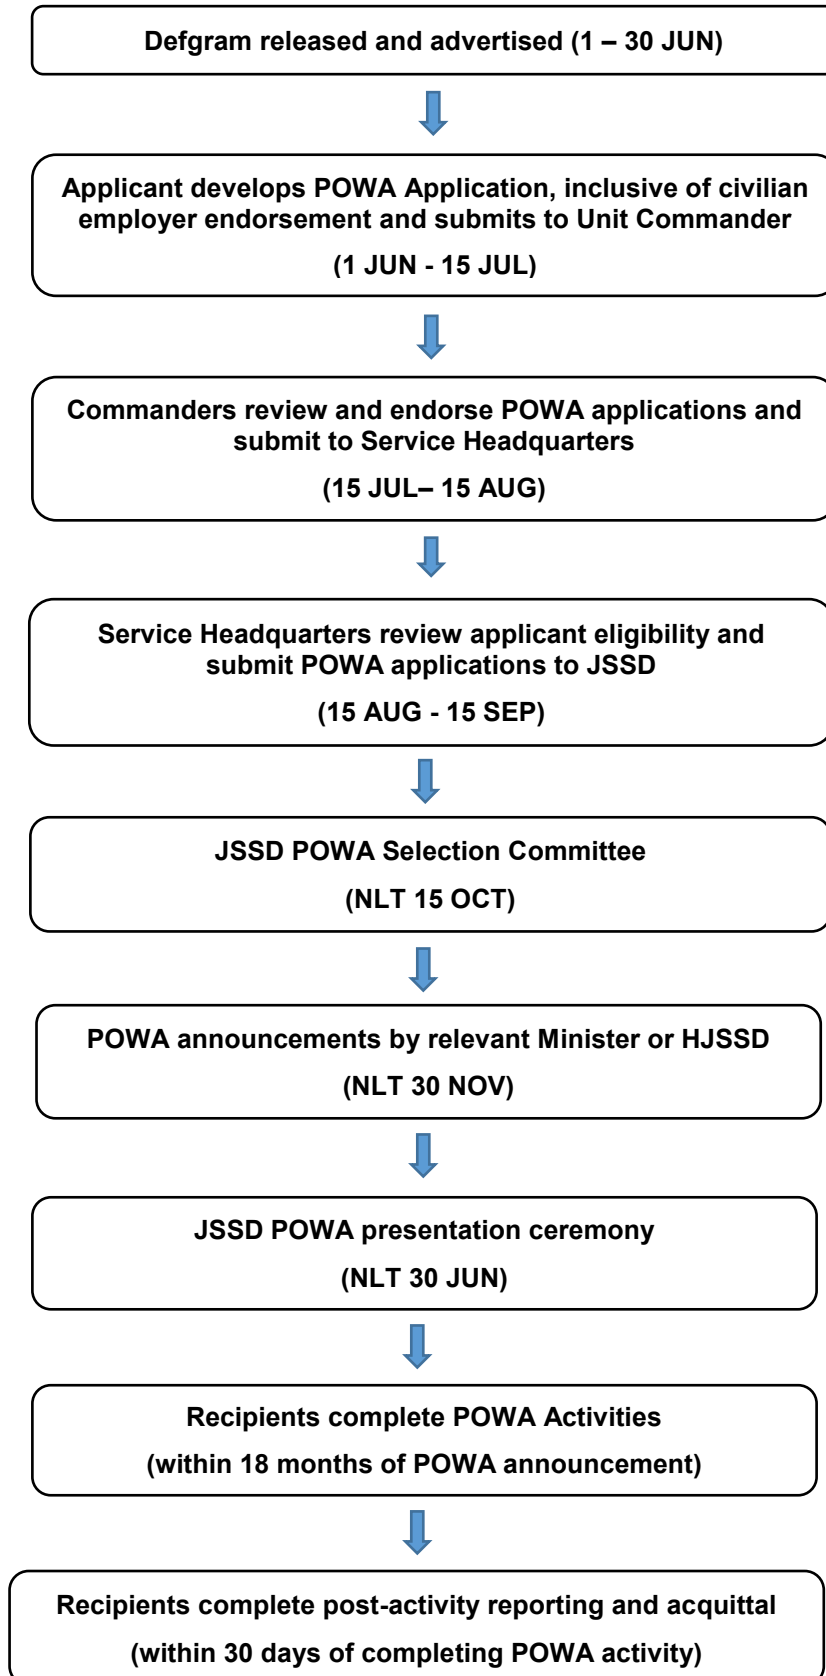 Defgram released and advertised (1 – 30 JUN)
Applicant develops POWA Application, inclusive of civilian
employer endorsement and submits to Unit Commander
(1 JUN - 15 JUL)
Commanders review and endorse POWA applications and
submit to Service Headquarters
(15 JUL– 15 AUG)
Service Headquarters review applicant eligibility and
submit POWA applications to JSSD
(15 AUG - 15 SEP)
JSSD POWA Selection Committee
(NLT 15 OCT)
POWA announcements by relevant Minister or HJSSD
(NLT 30 NOV)
JSSD POWA presentation ceremony
(NLT 30 JUN)
Recipients complete POWA Activities
(within 18 months of POWA announcement)
Recipients complete post-activity reporting and acquittal
(within 30 days of completing POWA activity)